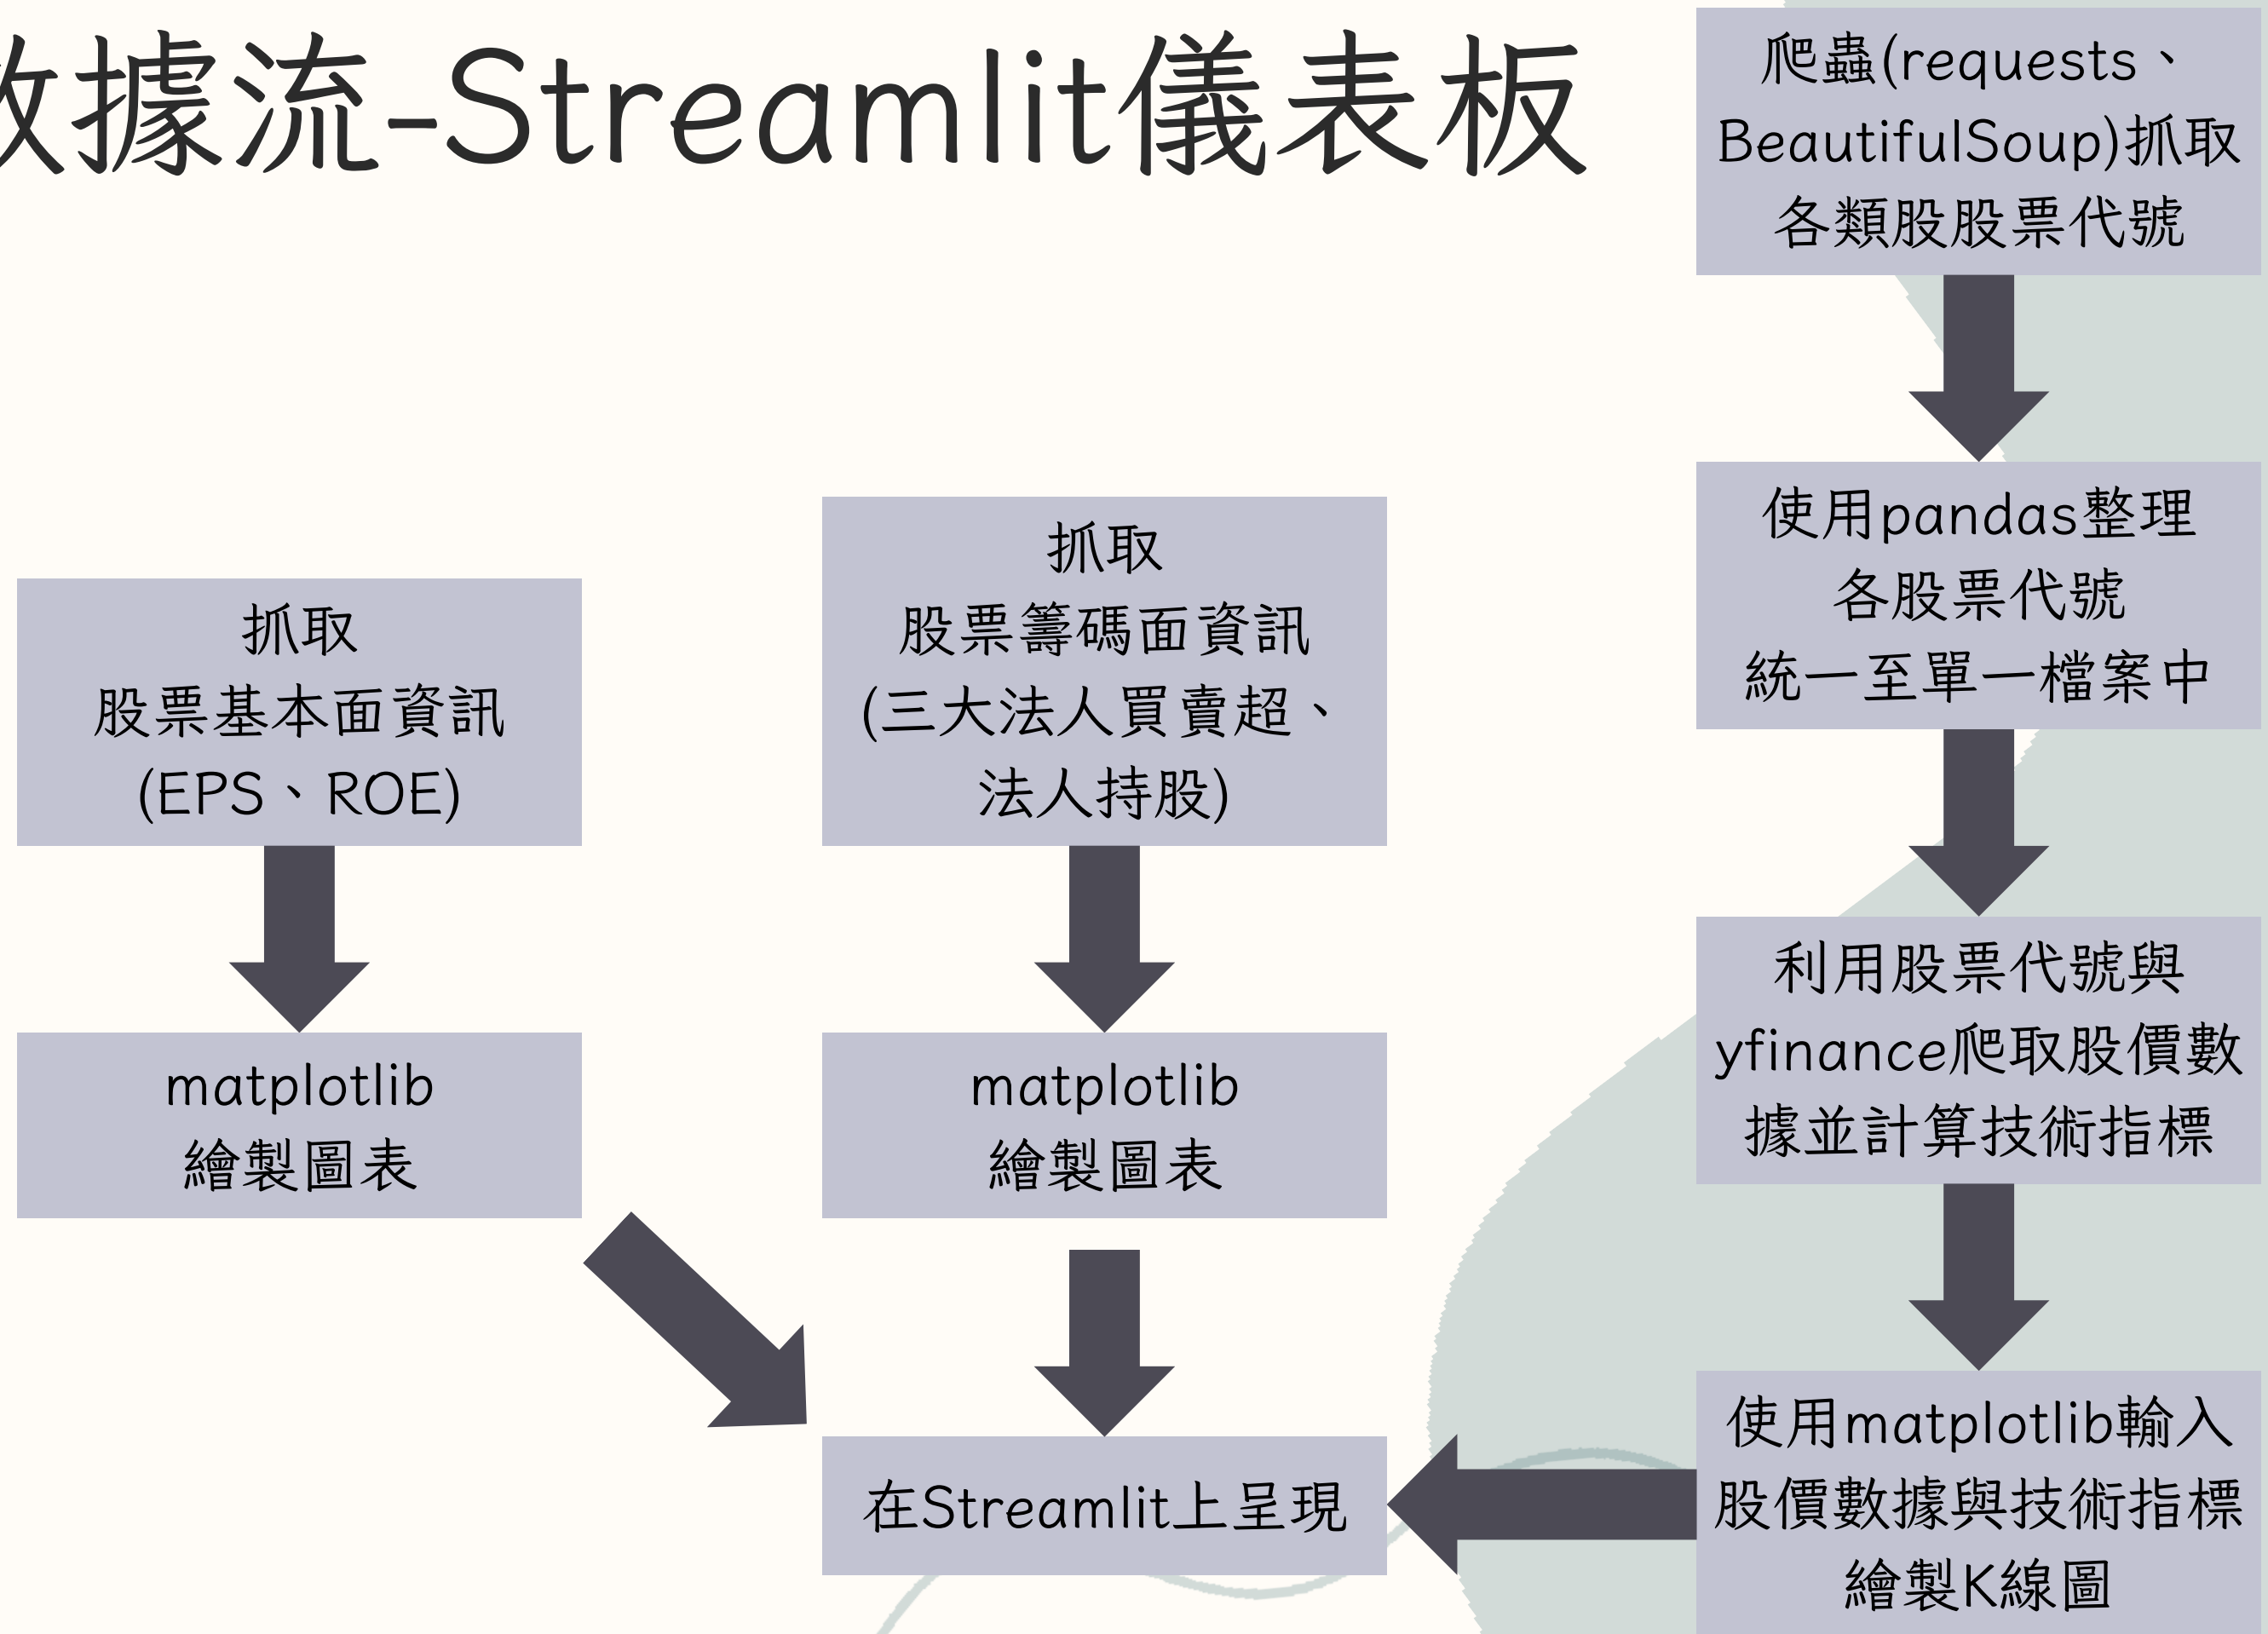 數據流-Streamlit儀表板
爬蟲(requests、
BeautifulSoup)抓取
各類股股票代號
使用pandas整理
各股票代號
統一至單一檔案中
利用股票代號與
yfinance爬取股價數
據並計算技術指標
使用matplotlib輸入
股價數據與技術指標
繪製K線圖
抓取
股票籌碼面資訊
(三大法人買賣超、
法人持股)
matplotlib
繪製圖表
抓取
股票基本面資訊
(EPS、ROE)
matplotlib
繪製圖表
在Streamlit上呈現